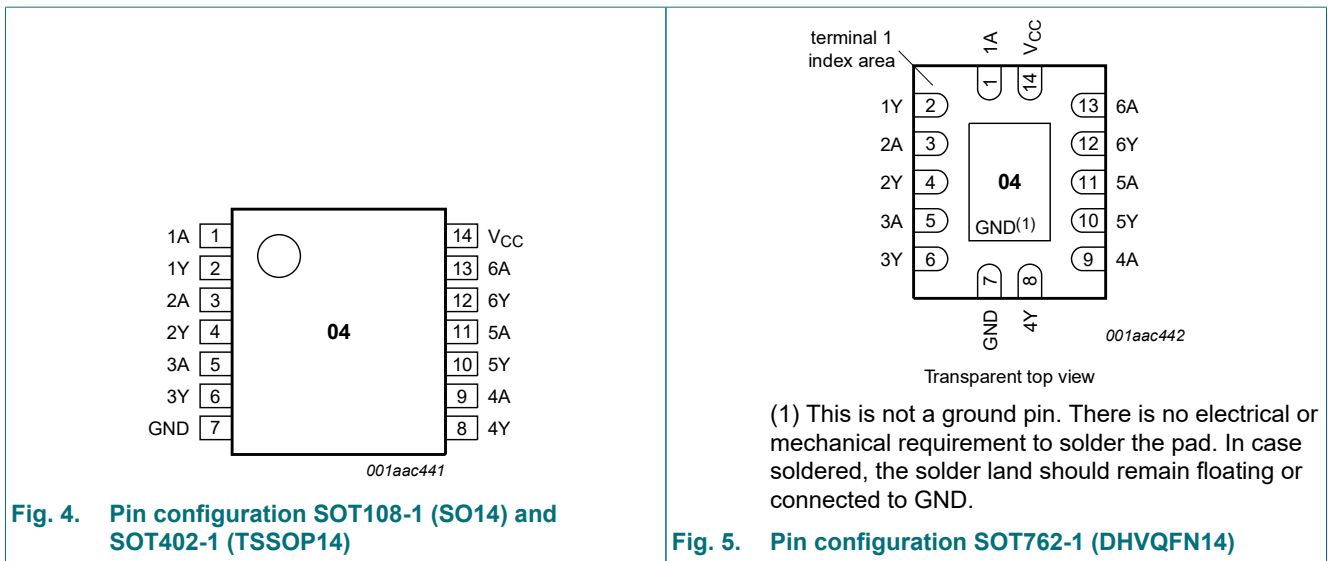 1A 1 14 VCC
1Y 2 13 6A
2A 3 12 6Y
2Y 4 04 11 5A
3A 5 10 5Y
3Y 6 9 4A
GND 7 8 4Y
001aac441
Fig. 4. Pin configuration SOT108-1 (SO14) and
SOT402-1 (TSSOP14)
terminal 1
index area
1A VCC
1 14
1Y 2 13 6A
2A 3 12 6Y
2Y 4 04 11 5A
3A 5 GND(1) 10 5Y
3Y 6 9 4A
7 8
GND 4Y
001aac442
Transparent top view
(1) This is not a ground pin. There is no electrical or
mechanical requirement to solder the pad. In case
soldered, the solder land should remain floating or
connected to GND.
Fig. 5. Pin configuration SOT762-1 (DHVQFN14)